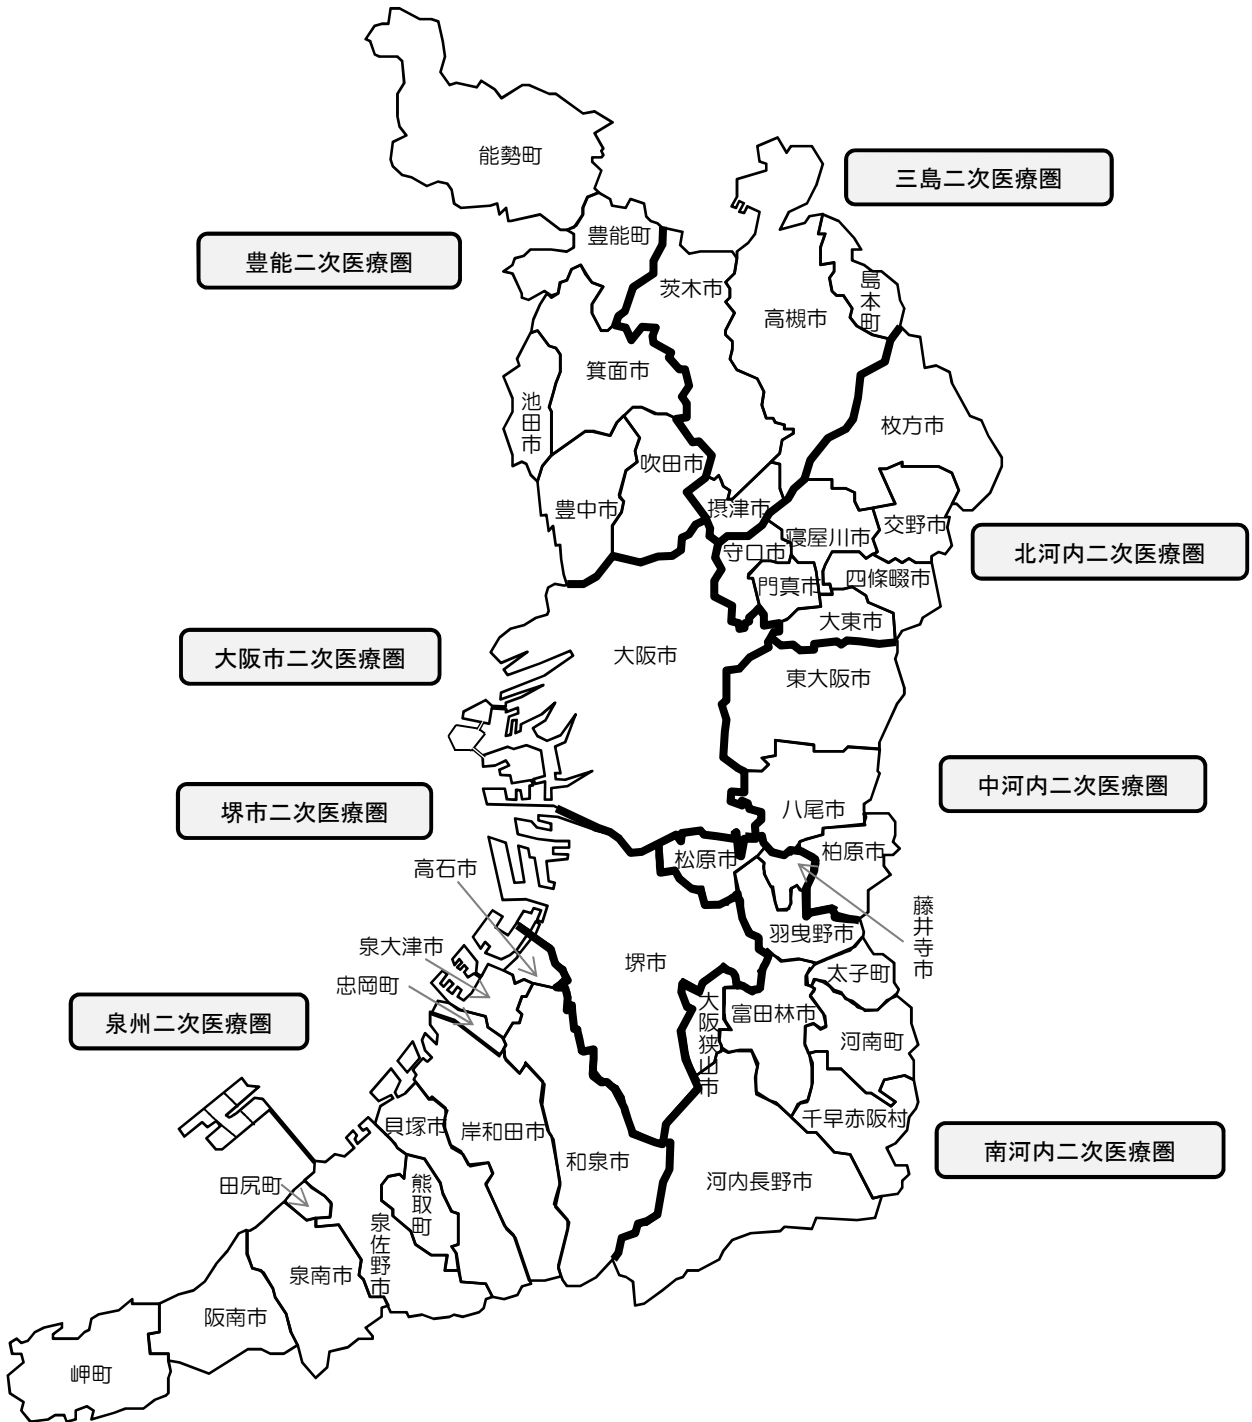 能勢町
三島二次医療圏
豊能町
豊能二次医療圏
茨木市
島本町
高槻市
箕面市
池田市
枚方市
吹田市
豊中市
摂津市
交野市
寝屋川市
守口市
北河内二次医療圏
四條畷市
門真市
大東市
大阪市二次医療圏
大阪市
東大阪市
中河内二次医療圏
堺市二次医療圏
八尾市
柏原市
松原市
高石市
藤井寺市
羽曳野市
泉大津市
堺市
太子町
忠岡町
大阪狭山市
富田林市
泉州二次医療圏
河南町
千早赤阪村
貝塚市
岸和田市
南河内二次医療圏
和泉市
河内長野市
田尻町
熊取町
泉佐野市
泉南市
阪南市
岬町